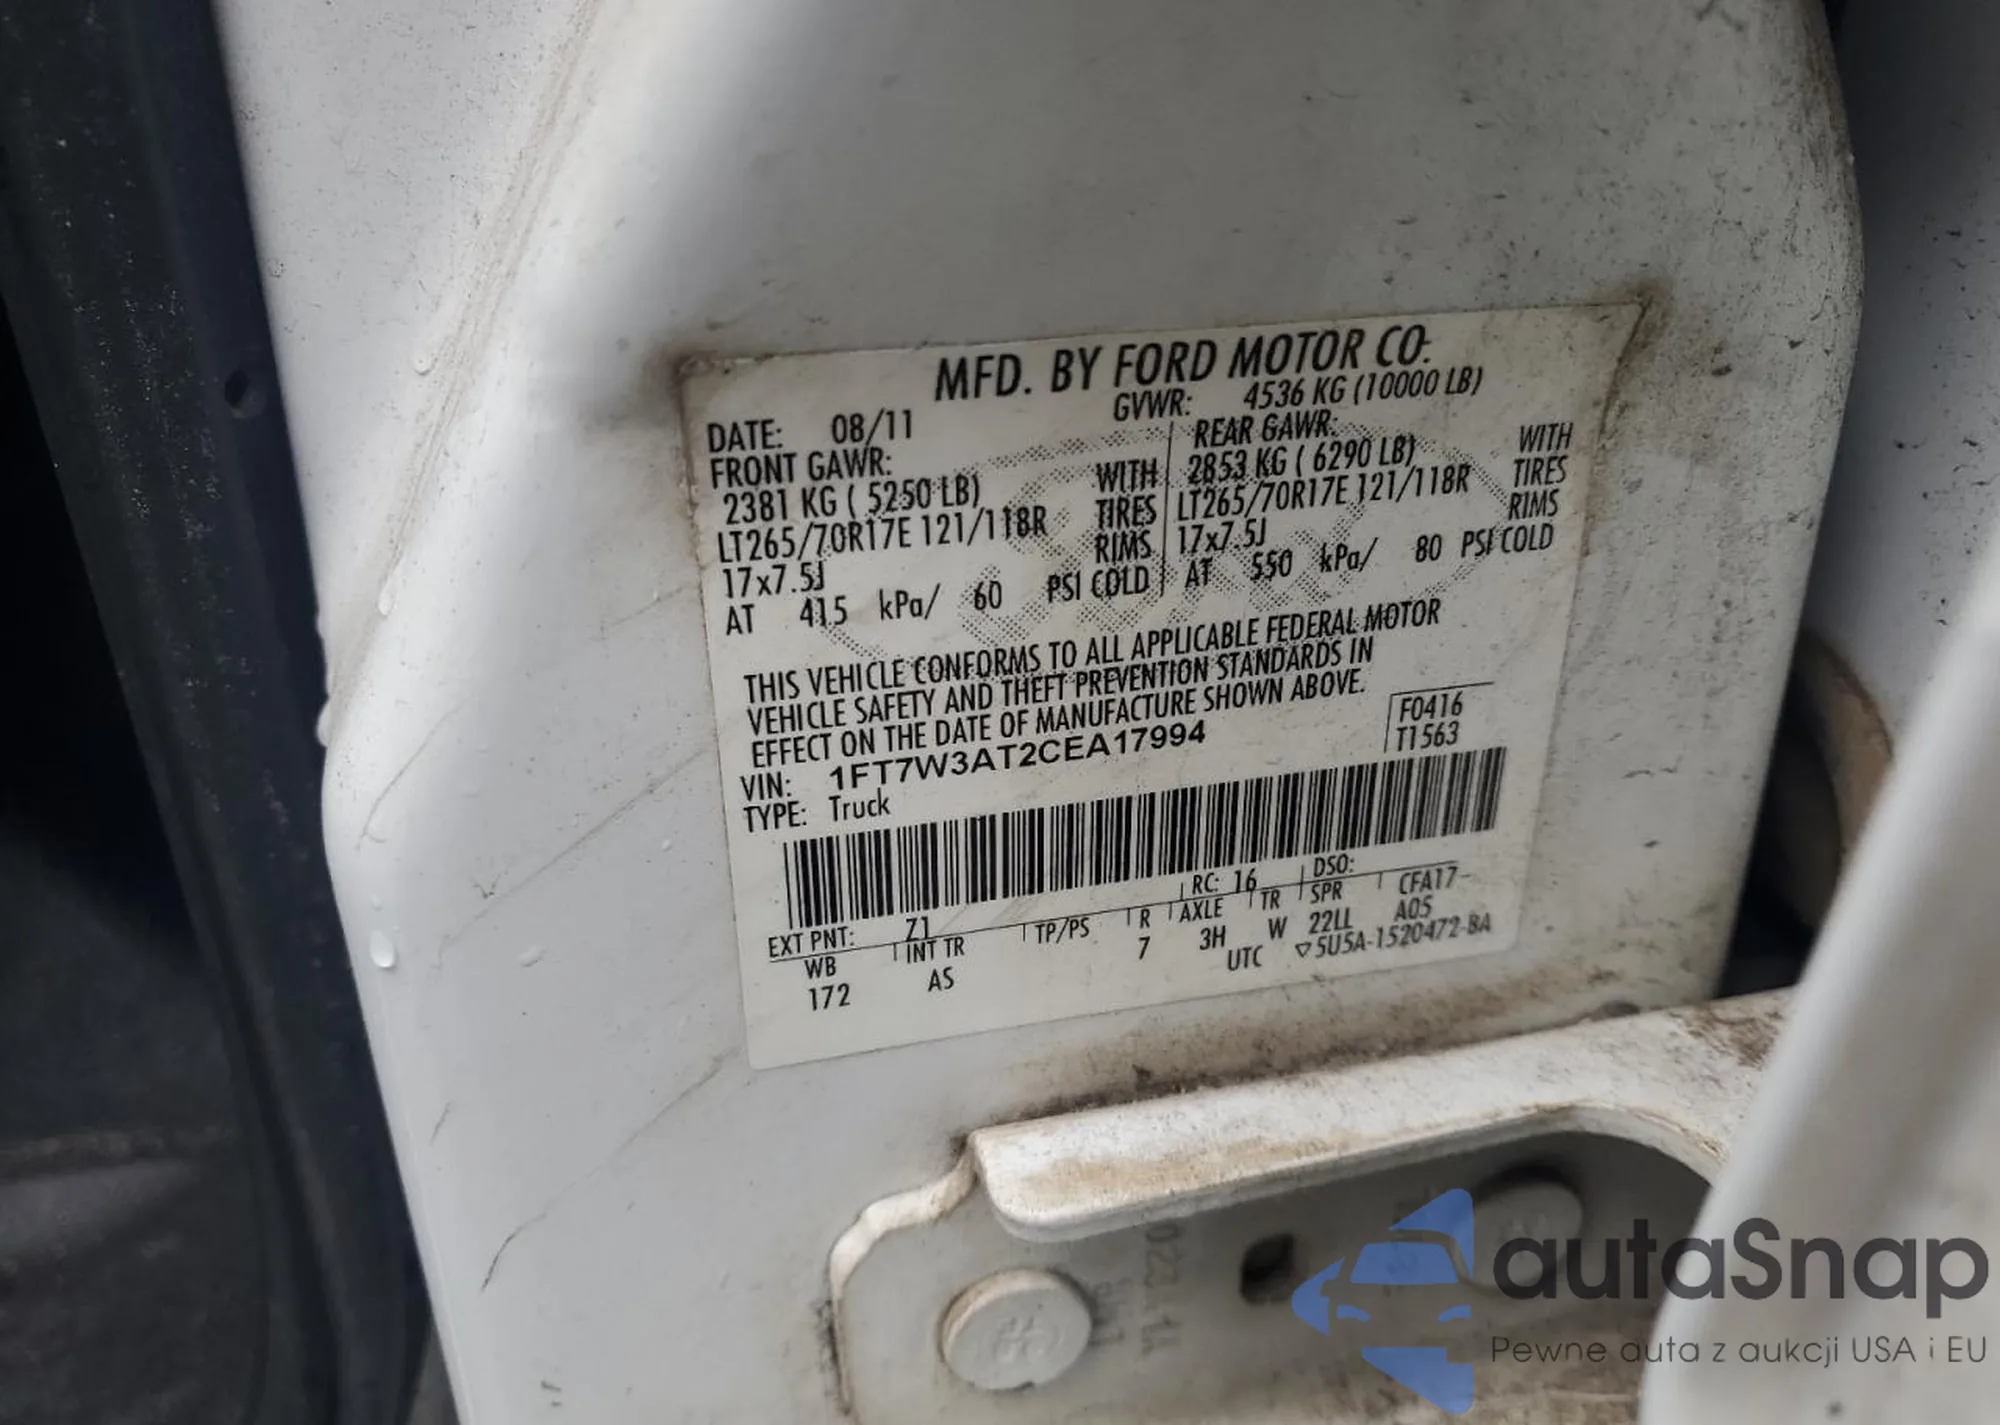 MFD. BY FORD MOTOR CO.
DATE: 08/11 GVWR: 4536 KG (10000 LB)
FRONT GAWR: REAR GAWR:
2381 KG ( 5250 LB) WITH 2853 KG ( 6290 LB) WITH
LT265/70R17E 121/118R TIRES LT265/70R17E 121/118R TIRES
17x7.5J RIMS 17x7.5J RIMS
AT 415 kPa/ 60 PSI COLD AT 550 kPa/ 80 PSI COLD
THIS VEHICLE CONFORMS TO ALL APPLICABLE FEDERAL MOTOR
VEHICLE SAFETY AND THEFT PREVENTION STANDARDS IN
EFFECT ON THE DATE OF MANUFACTURE SHOWN ABOVE.
VIN: 1FT7W3AT2CEA17994
F0416
T1563
TYPE: Truck
EXT PNT: Z1 RC: 16 DSO:
WB INT TR TP/PS R AXLE TR SPR CFA17-
172 AS 7 3H W 22LL A05
UTC ▽5U5A-1520472-BA
autaSnap
Pewne auta z aukcji USA i EU